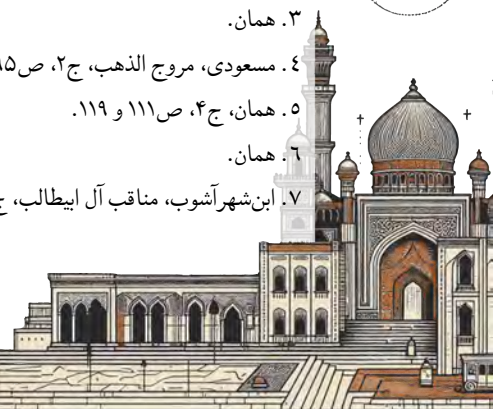 ۳. همان.
٤. مسعودی، مروج الذهب، ج۲، ص
٥. همان، ج۴، ص۱۱۱ و ۱۱۹.
٦. همان.
۷. ابن‌شهرآشوب، مناقب آل ابیطالب،